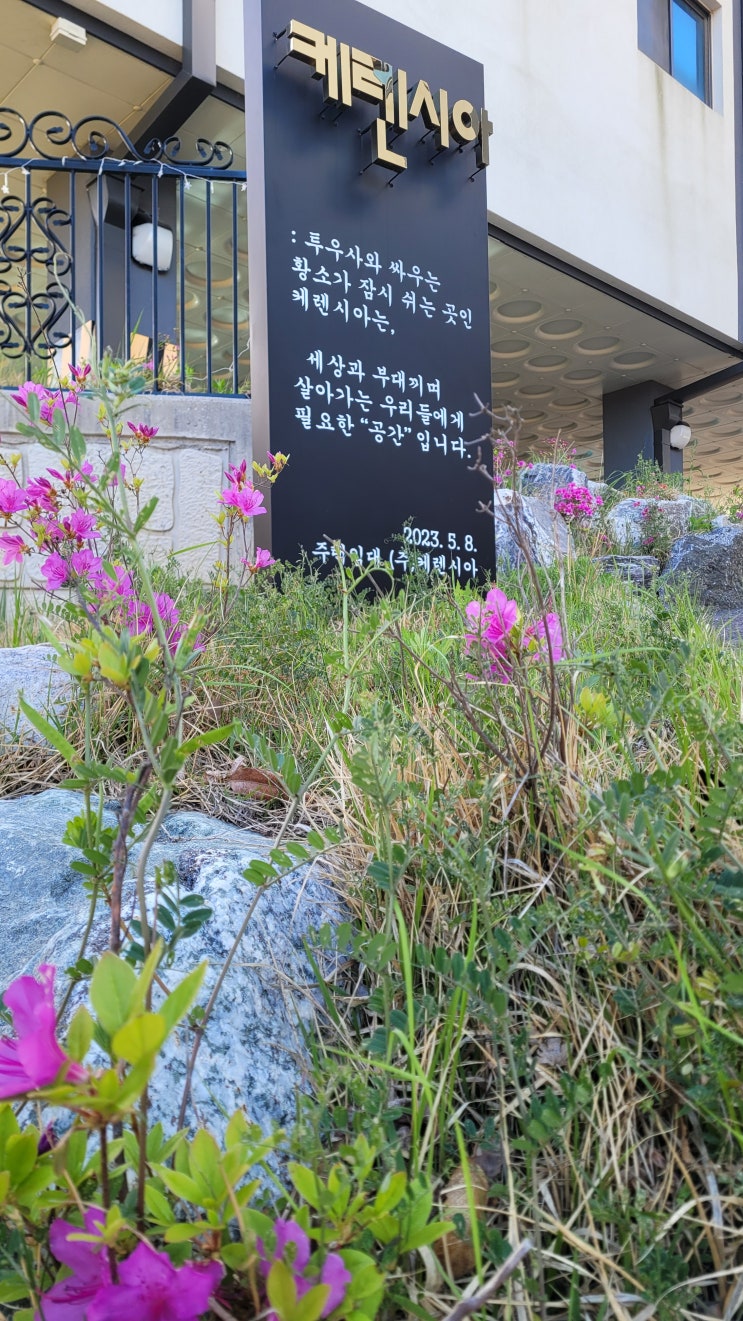 케렌시아
: 투우사와 싸우는
황소가 잠시 쉬는 곳인
케렌시아는,
세상과 부대끼며
살아가는 우리들에게
필요한 "공간"입니다.
2023. 5. 8.
(주.케렌시아